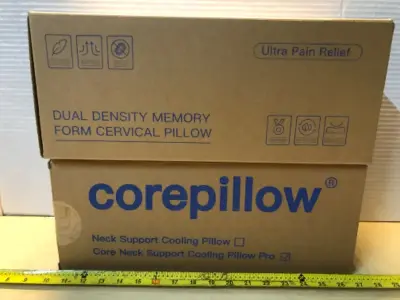 Ultra Pain Relief
DUAL DENSITY MEMORY
FORM CERVICAL PILLOW
corepillow®
Neck Support Cooling Pillow
Core Neck Support Cooling Pillow Pro